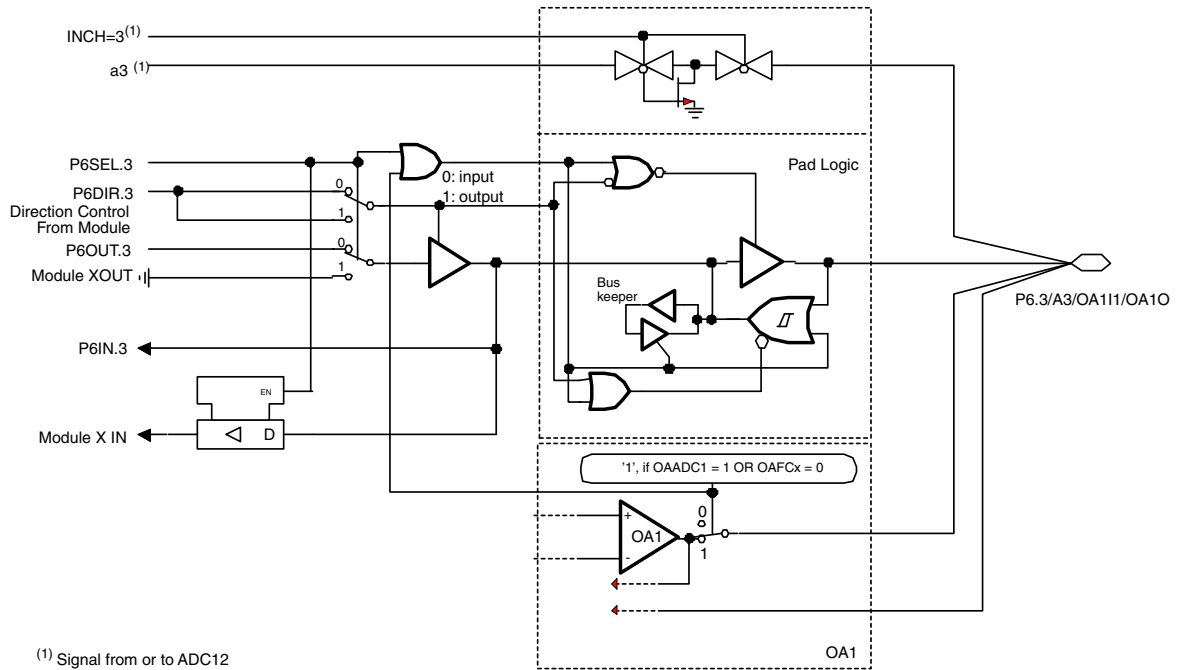 INCH=3(1)
a3 (1)
P6SEL.3
P6DIR.3
Direction Control
From Module
P6OUT.3
Module XOUT
P6IN.3
Module X IN
EN
D
0
1
0
1
0: input
1: output
Pad Logic
Bus
keeper
P6.3/A3/OA1I1/OA1O
'1', if OAADC1 = 1 OR OAFCx = 0
+
OA1
-
0
1
OA1
(1) Signal from or to ADC12